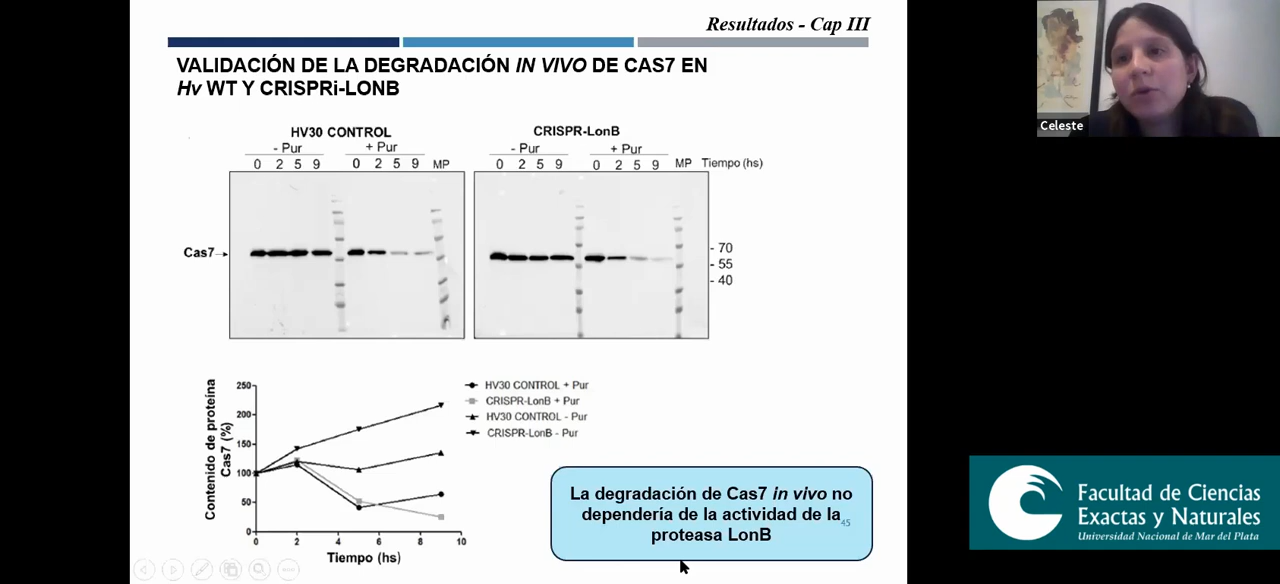 Resultados - Cap III
VALIDACIÓN DE LA DEGRADACIÓN IN VIVO DE CAS7 EN
Hv WT Y CRISPRi-LONB
HV30 CONTROL
- Pur + Pur
0 2 5 9 0 2 5 9 MP
CRISPR-LonB
- Pur + Pur
0 2 5 9 0 2 5 9 MP Tiempo (hs)
Cas7
- 70
- 55
- 40
Contenido de proteína
Cas7 (%)
250
200
150
100
50
0
0 2 4 6 8 10
Tiempo (hs)
HV30 CONTROL + Pur
CRISPR-LonB + Pur
HV30 CONTROL - Pur
CRISPR-LonB - Pur
La degradación de Cas7 in vivo no
dependería de la actividad de la
proteasa LonB
45
Celeste
Facultad de Ciencias
Exactas y Naturales
Universidad Nacional de Mar del Plata